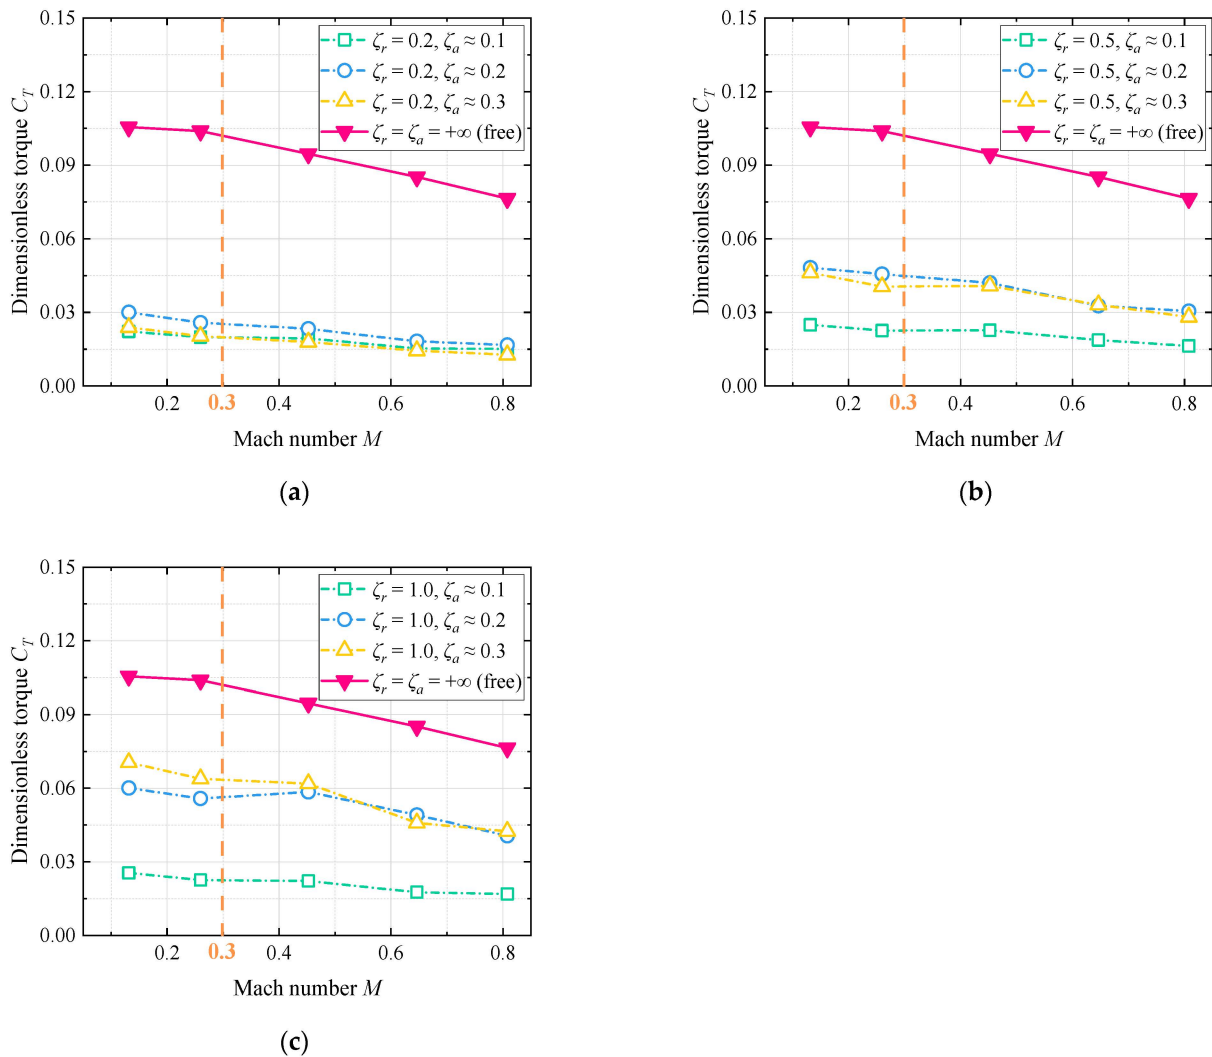 0.15
0.12
0.09
0.06
0.03
0.00
Dimensionless torque C_T
ζ_r = 0.2, ζ_a ≈ 0.1
ζ_r = 0.2, ζ_a ≈ 0.2
ζ_r = 0.2, ζ_a ≈ 0.3
ζ_r = ζ_a = +∞ (free)
0.2 0.3 0.4 0.6 0.8
Mach number M
(a)
0.15
0.12
0.09
0.06
0.03
0.00
Dimensionless torque C_T
ζ_r = 0.5, ζ_a ≈ 0.1
ζ_r = 0.5, ζ_a ≈ 0.2
ζ_r = 0.5, ζ_a ≈ 0.3
ζ_r = ζ_a = +∞ (free)
0.2 0.3 0.4 0.6 0.8
Mach number M
(b)
0.15
0.12
0.09
0.06
0.03
0.00
Dimensionless torque C_T
ζ_r = 1.0, ζ_a ≈ 0.1
ζ_r = 1.0, ζ_a ≈ 0.2
ζ_r = 1.0, ζ_a ≈ 0.3
ζ_r = ζ_a = +∞ (free)
0.2 0.3 0.4 0.6 0.8
Mach number M
(c)